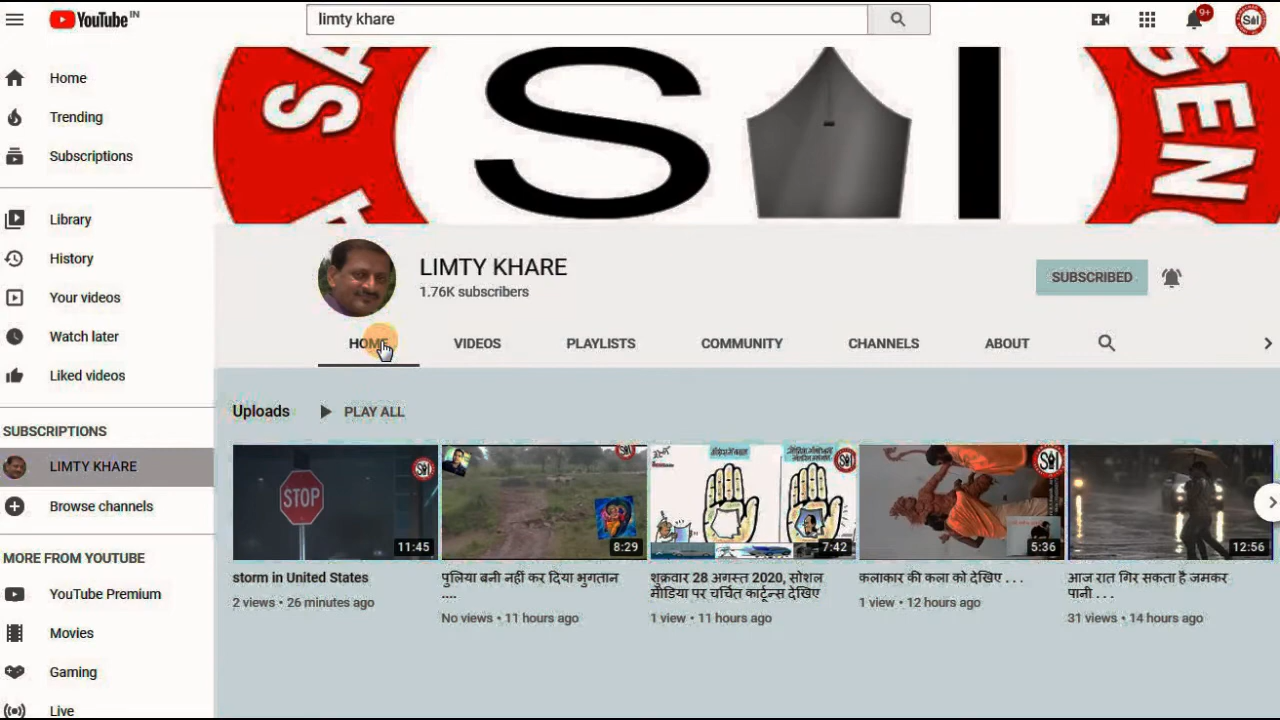 YouTube IN
limty khare
9+
SAI
Home
Trending
Subscriptions
Library
History
Your videos
Watch later
Liked videos
SUBSCRIPTIONS
LIMTY KHARE
Browse channels
MORE FROM YOUTUBE
YouTube Premium
Movies
Gaming
Live
SA
S I
GEN
LIMTY KHARE
1.76K subscribers
SUBSCRIBED
HOME
VIDEOS
PLAYLISTS
COMMUNITY
CHANNELS
ABOUT
Uploads
PLAY ALL
STOP
11:45
8:29
7:42
5:36
12:56
storm in United States
2 views • 26 minutes ago
पुलिया बनी नहीं कर दिया भुगतान
....
No views • 11 hours ago
शुक्रवार 28 अगस्त 2020, सोशल
मीडिया पर चर्चित कार्टून्स देखिए
1 view • 11 hours ago
कलाकार की कला को देखिए . . .
1 view • 12 hours ago
आज रात गिर सकता है जमकर
पानी . . .
31 views • 14 hours ago